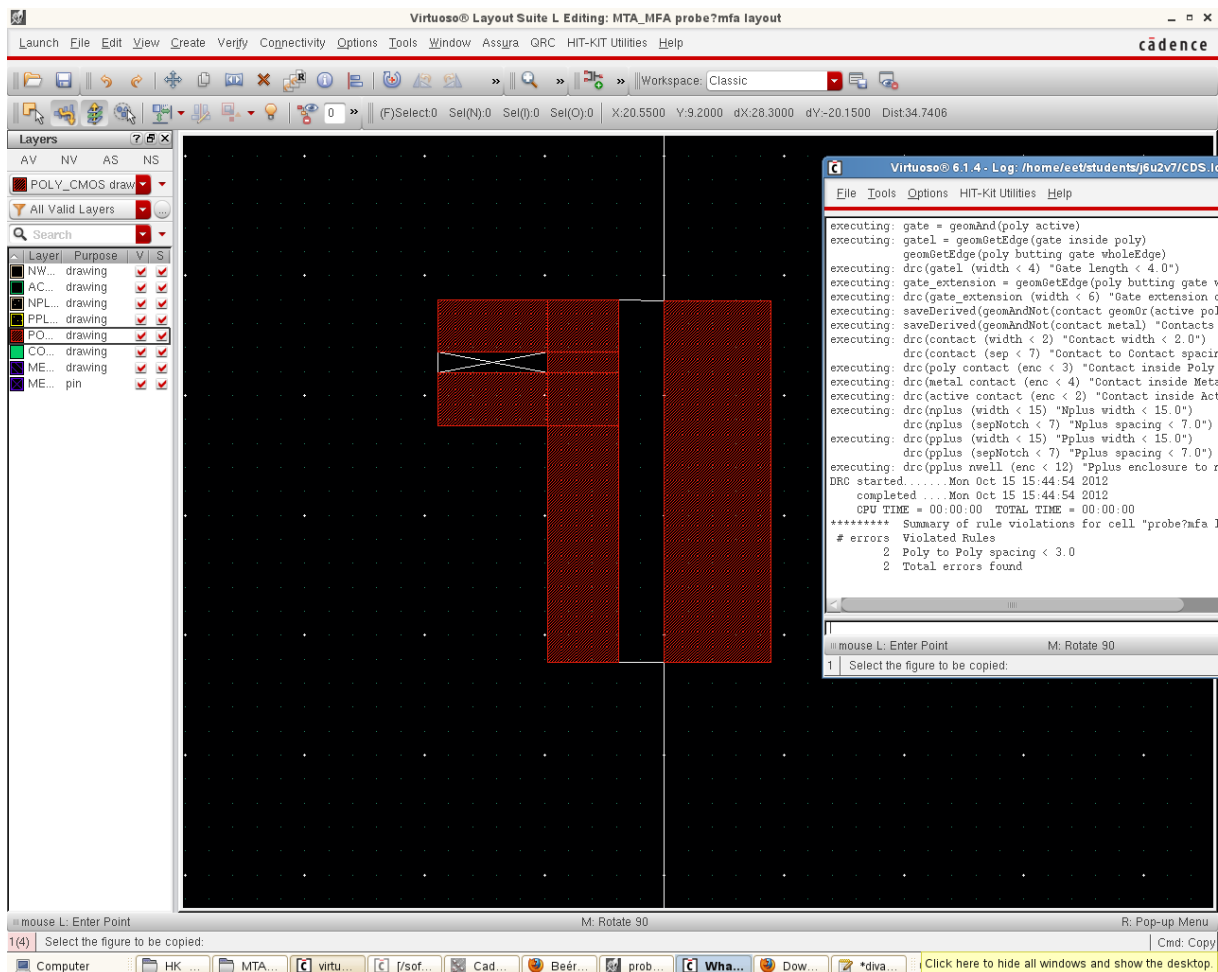 Virtuoso® Layout Suite L Editing: MTA_MFA probe?mfa layout
Launch File Edit View Create Verify Connectivity Options Tools Window Assura QRC HIT-KIT Utilities Help
cādence
» » » Workspace: Classic
0 » (F)Select:0 Sel(N):0 Sel(I):0 Sel(O):0 X:20.5500 Y:9.2000 dX:28.3000 dY:-20.1500 Dist:34.7406
Layers
AV NV AS NS
POLY_CMOS draw
All Valid Layers
Search
Layer Purpose V S
NW... drawing
AC... drawing
NPL... drawing
PPL... drawing
PO... drawing
CO... drawing
ME... drawing
ME... pin
Virtuoso® 6.1.4 - Log: /home/eet/students/j6u2v7/CDS.lo
File Tools Options HIT-Kit Utilities Help
executing: gate = geomAnd(poly active)
executing: gatel = geomGetEdge(gate inside poly)
geomGetEdge(poly butting gate wholeEdge)
executing: drc(gatel (width < 4) "Gate length < 4.0")
executing: gate_extension = geomGetEdge(poly butting gate w
executing: drc(gate_extension (width < 6) "Gate extension o
executing: saveDerived(geomAndNot(contact geomOr(active pol
executing: saveDerived(geomAndNot(contact metal) "Contacts
executing: drc(contact (width < 2) "Contact width < 2.0")
drc(contact (sep < 7) "Contact to Contact spacin
executing: drc(poly contact (enc < 3) "Contact inside Poly
executing: drc(metal contact (enc < 4) "Contact inside Meta
executing: drc(active contact (enc < 2) "Contact inside Act
executing: drc(nplus (width < 15) "Nplus width < 15.0")
drc(nplus (sepNotch < 7) "Nplus spacing < 7.0")
executing: drc(pplus (width < 15) "Pplus width < 15.0")
drc(pplus (sepNotch < 7) "Pplus spacing < 7.0")
executing: drc(pplus nwell (enc < 12) "Pplus enclosure to n
DRC started.......Mon Oct 15 15:44:54 2012
completed ....Mon Oct 15 15:44:54 2012
CPU TIME = 00:00:00 TOTAL TIME = 00:00:00
********* Summary of rule violations for cell "probe?mfa l
# errors Violated Rules
2 Poly to Poly spacing < 3.0
2 Total errors found
mouse L: Enter Point M: Rotate 90
1 Select the figure to be copied:
mouse L: Enter Point M: Rotate 90 R: Pop-up Menu
1(4) Select the figure to be copied: Cmd: Copy
Computer HK ... MTA... virtu... [/sof... Cad... Beér... prob... Wha... Dow... *diva... Click here to hide all windows and show the desktop.